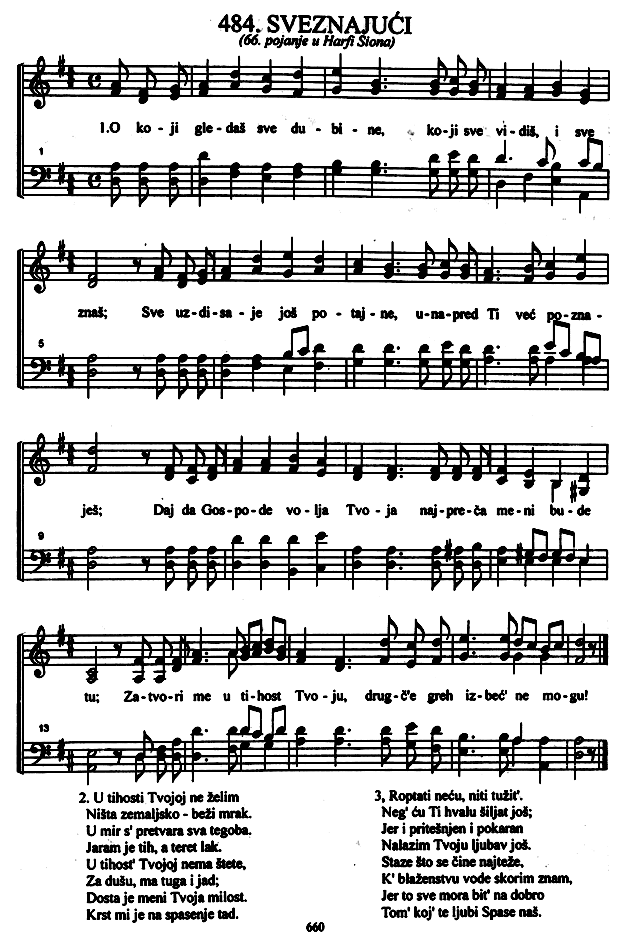 484. SVEZNAJUĆI
(66. pojanje u Harfi Siona)
1.O ko - ji gle-daš sve du - bi - ne, ko-ji sve vi-diš, i sve
1
znaš; Sve uz-di-sa-je još po-taj-ne, u-na-pred Ti već po-zna-
5
ješ; Daj da Gos-po-de vo-lja Tvo-ja naj-pre-ča me-ni bu-de
9
tu; Za-tvo-ri me u ti-host Tvo-ju, drug-č'e greh iz-beć' ne mo-gu!
13
2. U tihosti Tvojoj ne želim
Ništa zemaljsko - beži mrak.
U mir s' pretvara sva tegoba.
Jaram je tih, a teret lak.
U tihost' Tvojoj nema štete,
Za dušu, ma tuga i jad;
Dosta je meni Tvoja milost.
Krst mi je na spasenje tad.
3, Roptati neću, niti tužit'.
Neg' ću Ti hvalu šiljat još;
Jer i pritešnjen i pokaran
Nalazim Tvoju ljubav još.
Staze što se čine najteže,
K' blaženstvu vode skorim znam,
Jer to sve mora bit' na dobro
Tom' koj' te ljubi Spase naš.
660